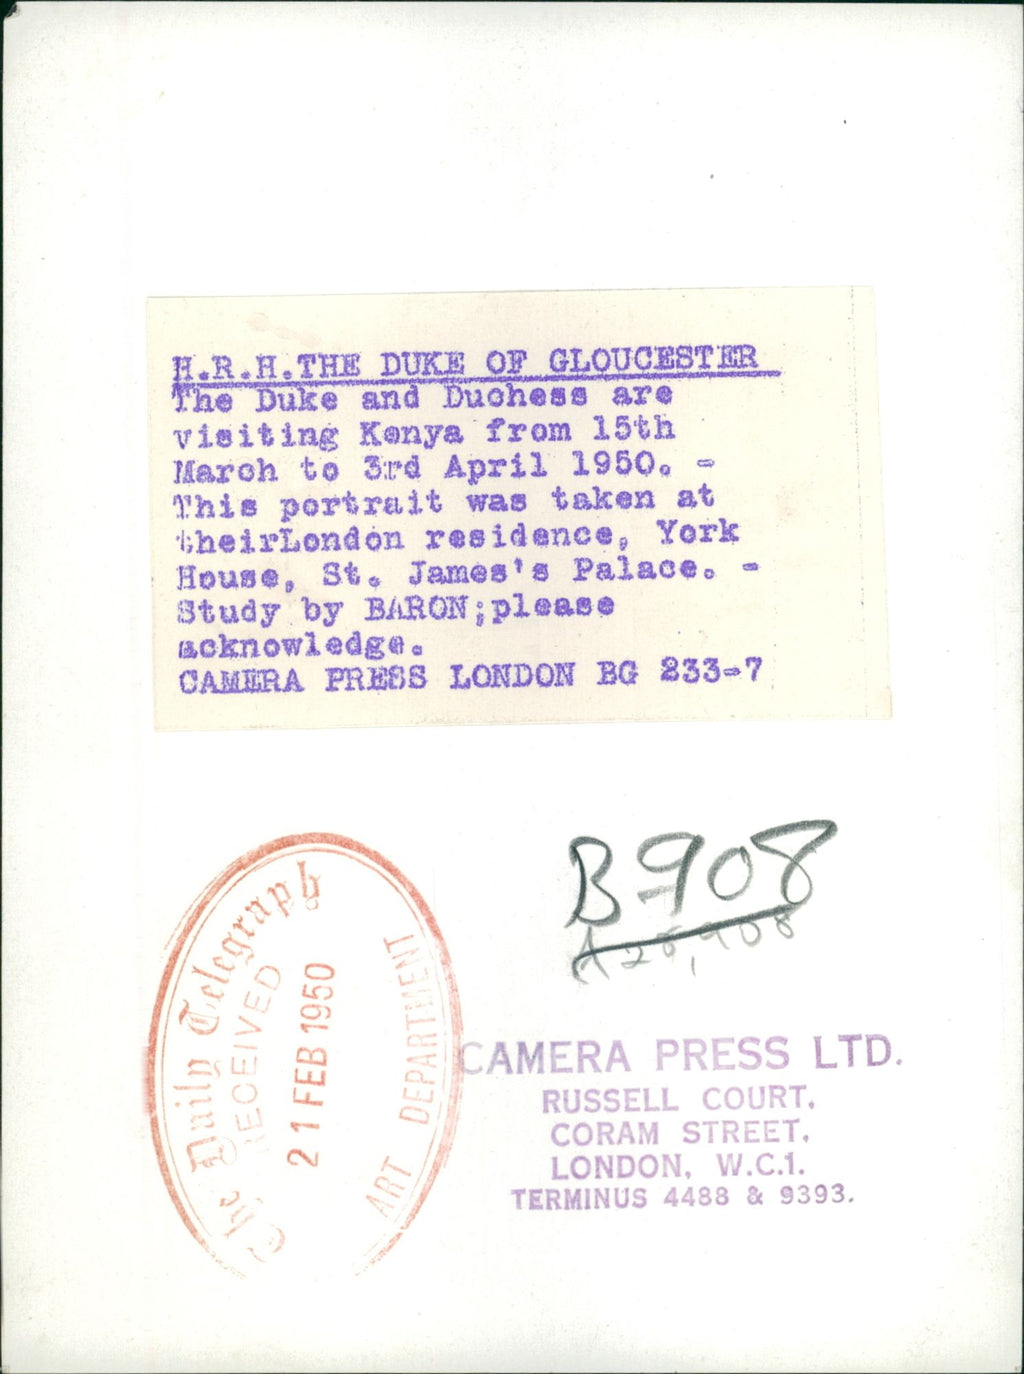 H.R.H.THE DUKE OF GLOUCESTER
The Duke and Duchess are
visiting Kenya from 15th
March to 3rd April 1950. -
This portrait was taken at
theirLondon residence, York
House, St. James's Palace. -
Study by BARON;please
acknowledge.
CAMERA PRESS LONDON BG 233-7
B908
A28,908
The Daily Telegraph
RECEIVED
21 FEB 1950
ART DEPARTMENT
CAMERA PRESS LTD.
RUSSELL COURT,
CORAM STREET,
LONDON, W.C.1.
TERMINUS 4488 & 9393.